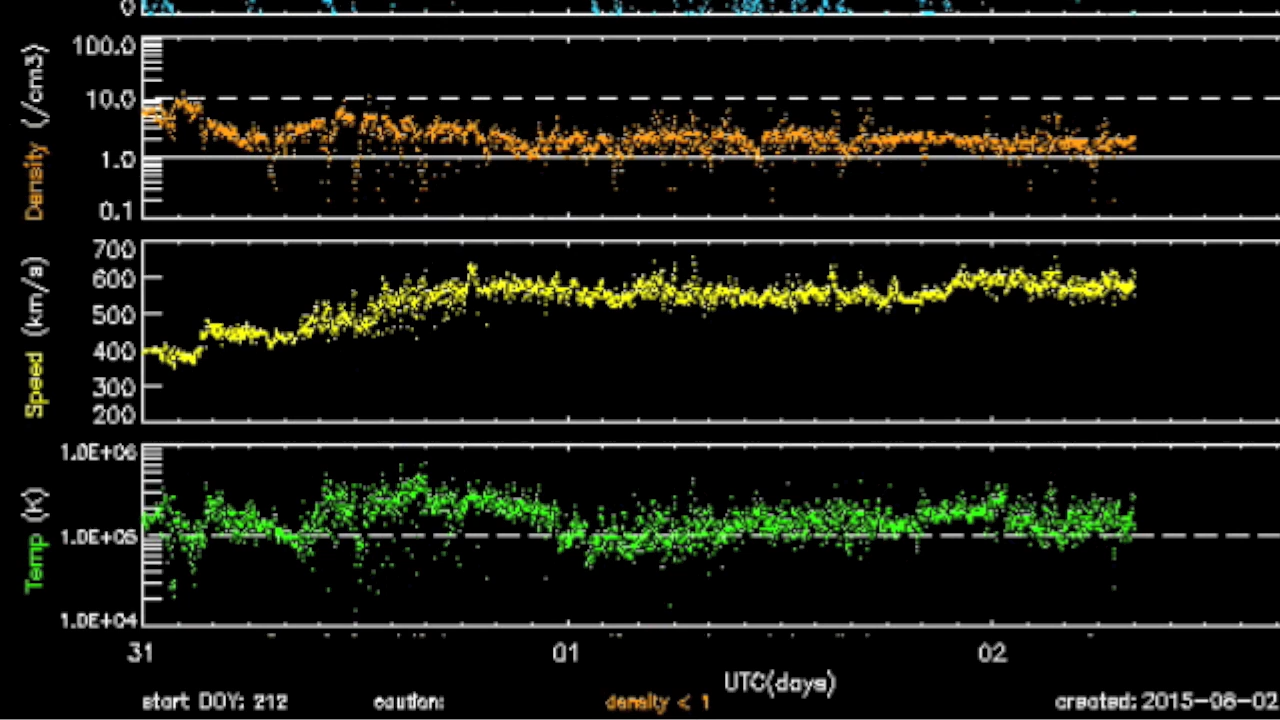 0
Density (/cm3)
100.0
10.0
1.0
0.1
Speed (km/s)
700
600
500
400
300
200
Temp (K)
1.0E+06
1.0E+05
1.0E+04
31 01 02
UTC(days)
start DOY: 212 caution: density < 1 created: 2015-08-02